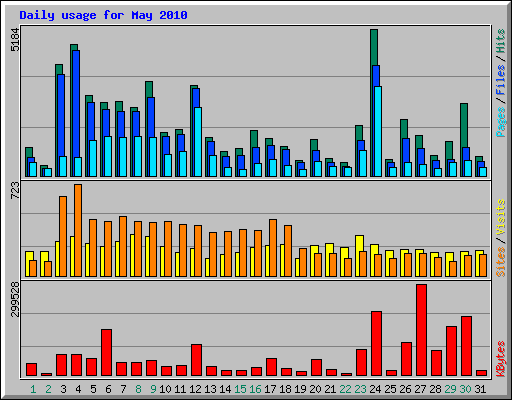 Daily usage for May 2010
5184
Pages / Files / Hits
723
Sites / Visits
299528
KBytes
1 2 3 4 5 6 7 8 9 10 11 12 13 14 15 16 17 18 19 20 21 22 23 24 25 26 27 28 29 30 31